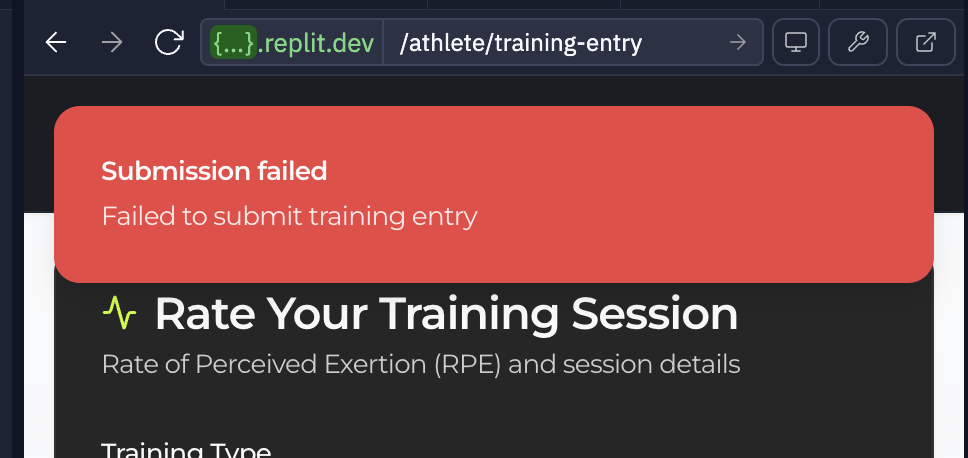 {...}.replit.dev /athlete/training-entry
Submission failed
Failed to submit training entry
Rate Your Training Session
Rate of Perceived Exertion (RPE) and session details
Training Type